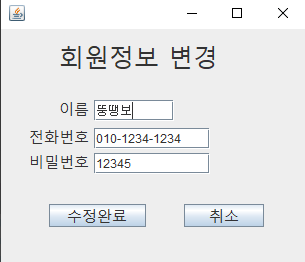 회원정보 변경
이름 뚱땡보
전화번호 010-1234-1234
비밀번호 12345
수정완료 취소